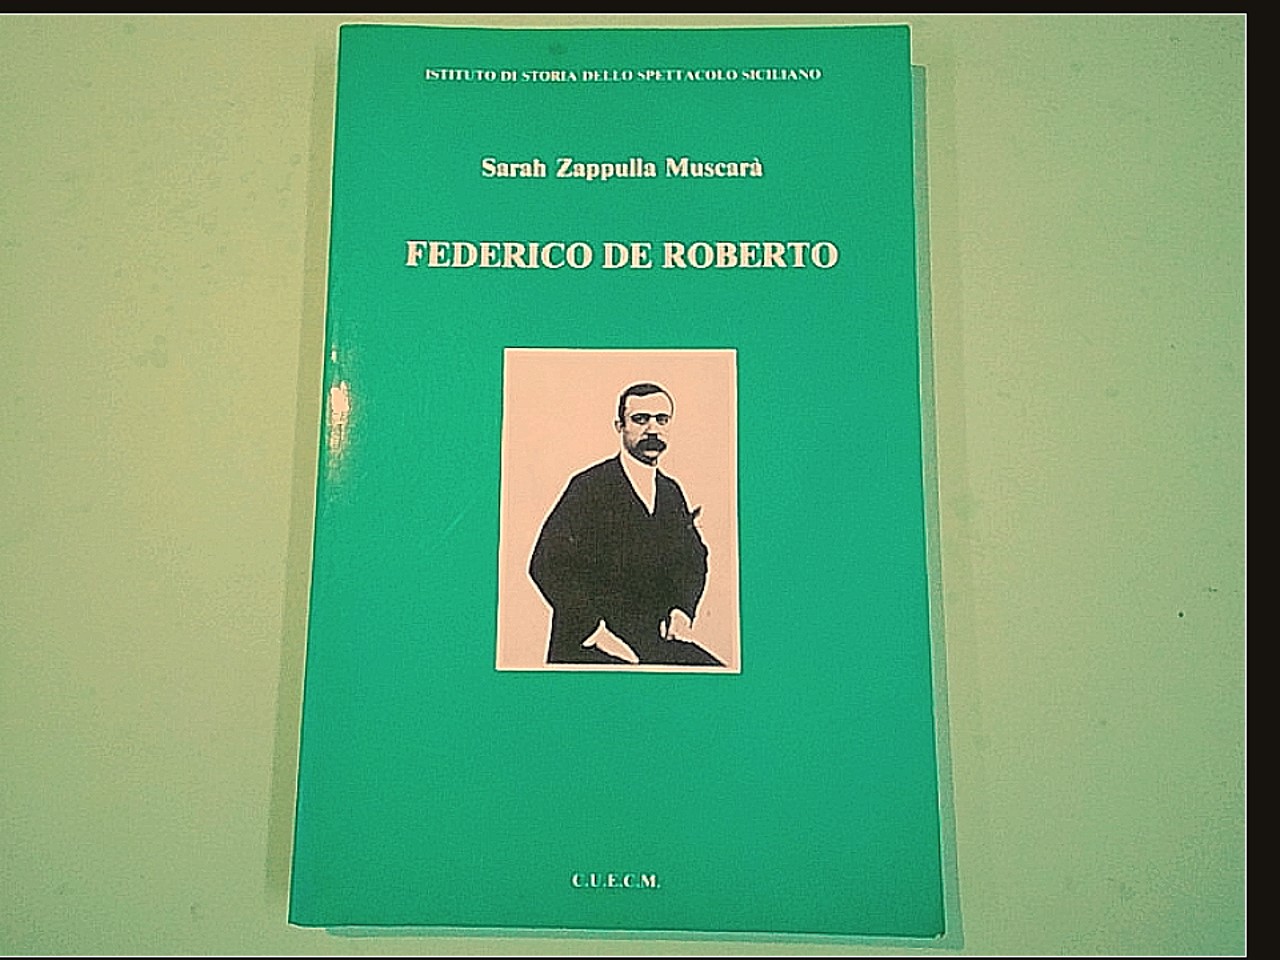 ISTITUTO DI STORIA DELLO SPETTACOLO SICILIANO
Sarah Zappulla Muscarà
FEDERICO DE ROBERTO
C.U.E.C.M.